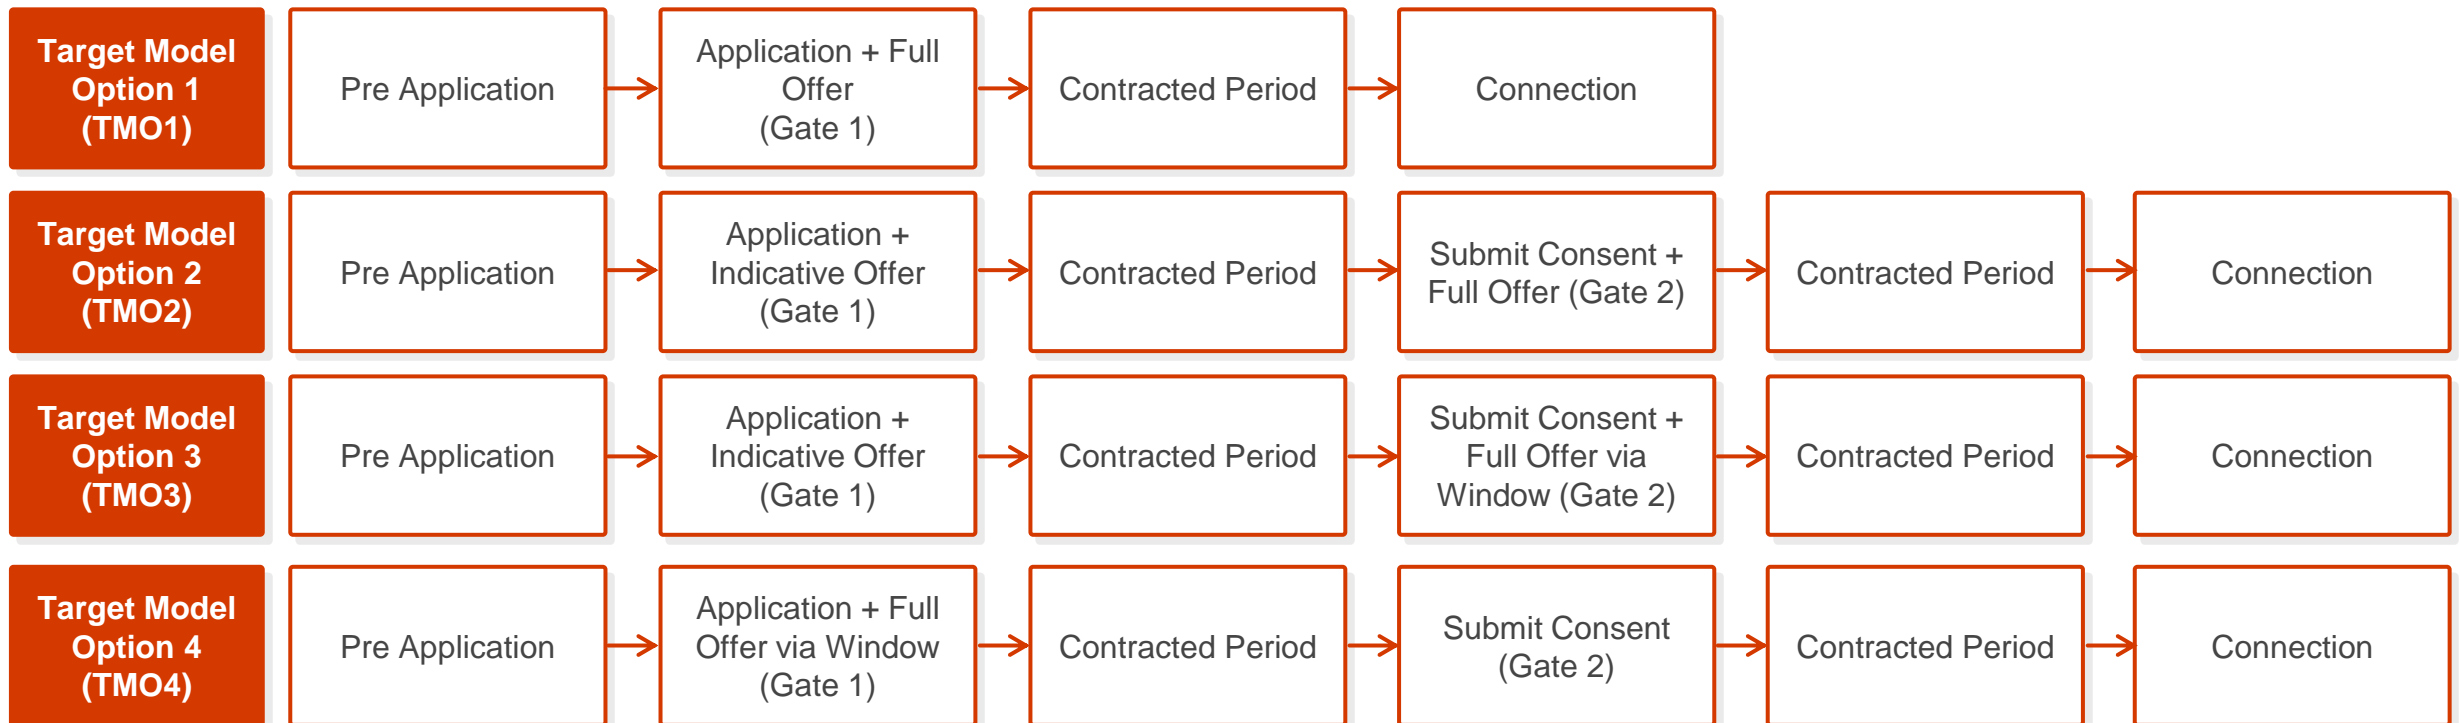 Target Model
Option 1
(TMO1)
Pre Application
Application + Full
Offer
(Gate 1)
Contracted Period
Connection
Target Model
Option 2
(TMO2)
Pre Application
Application +
Indicative Offer
(Gate 1)
Contracted Period
Submit Consent +
Full Offer (Gate 2)
Contracted Period
Connection
Target Model
Option 3
(TMO3)
Pre Application
Application +
Indicative Offer
(Gate 1)
Contracted Period
Submit Consent +
Full Offer via
Window (Gate 2)
Contracted Period
Connection
Target Model
Option 4
(TMO4)
Pre Application
Application + Full
Offer via Window
(Gate 1)
Contracted Period
Submit Consent
(Gate 2)
Contracted Period
Connection